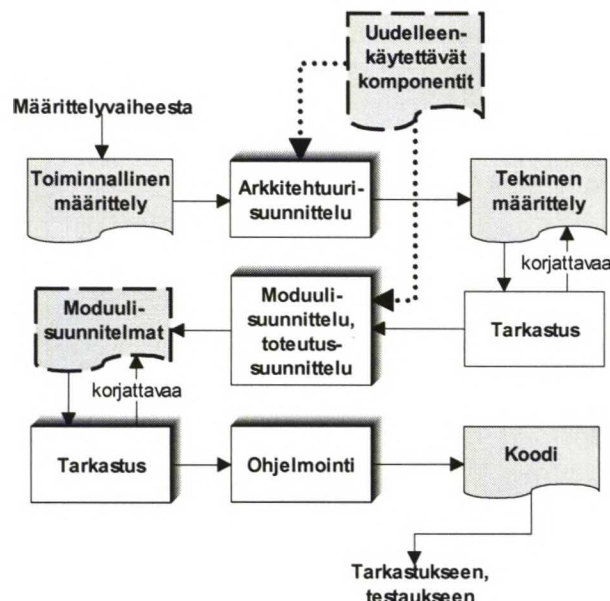 Uudelleen-
käytettävät
komponentit
Määrittelyvaiheesta
Toiminnallinen
määrittely
Arkkitehtuuri-
suunnittelu
Tekninen
määrittely
korjattavaa
Tarkastus
Moduuli-
suunnittelu,
toteutus-
suunnittelu
Moduuli-
suunnitelmat
korjattavaa
Tarkastus
Ohjelmointi
Koodi
Tarkastukseen,
testaukseen